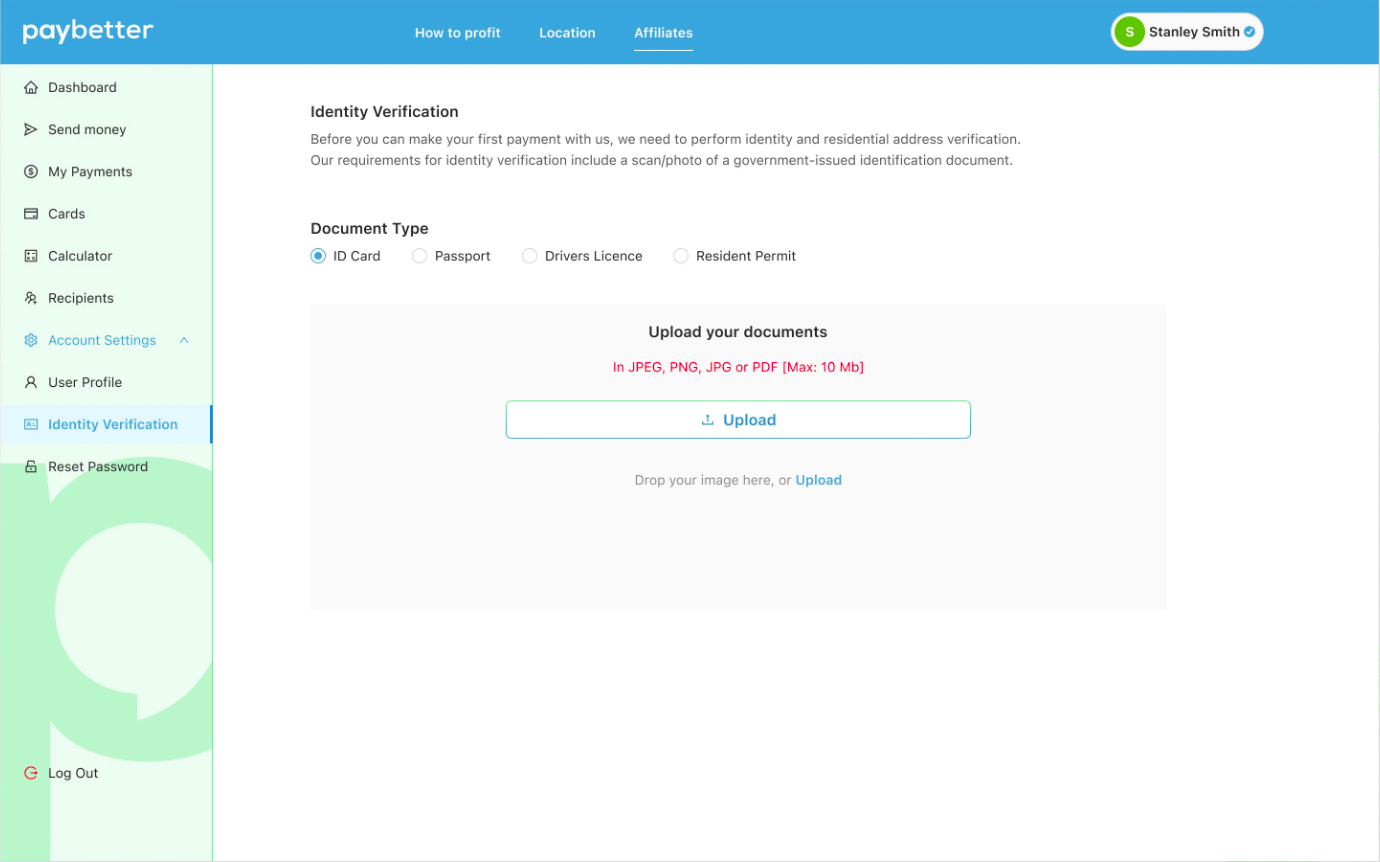 paybetter
How to profit
Location
Affiliates
S
Stanley Smith
Dashboard
Send money
My Payments
Cards
Calculator
Recipients
Account Settings
User Profile
Identity Verification
Reset Password
Log Out
Identity Verification
Before you can make your first payment with us, we need to perform identity and residential address verification.
Our requirements for identity verification include a scan/photo of a government-issued identification document.
Document Type
ID Card
Passport
Drivers Licence
Resident Permit
Upload your documents
In JPEG, PNG, JPG or PDF [Max: 10 Mb]
Upload
Drop your image here, or Upload